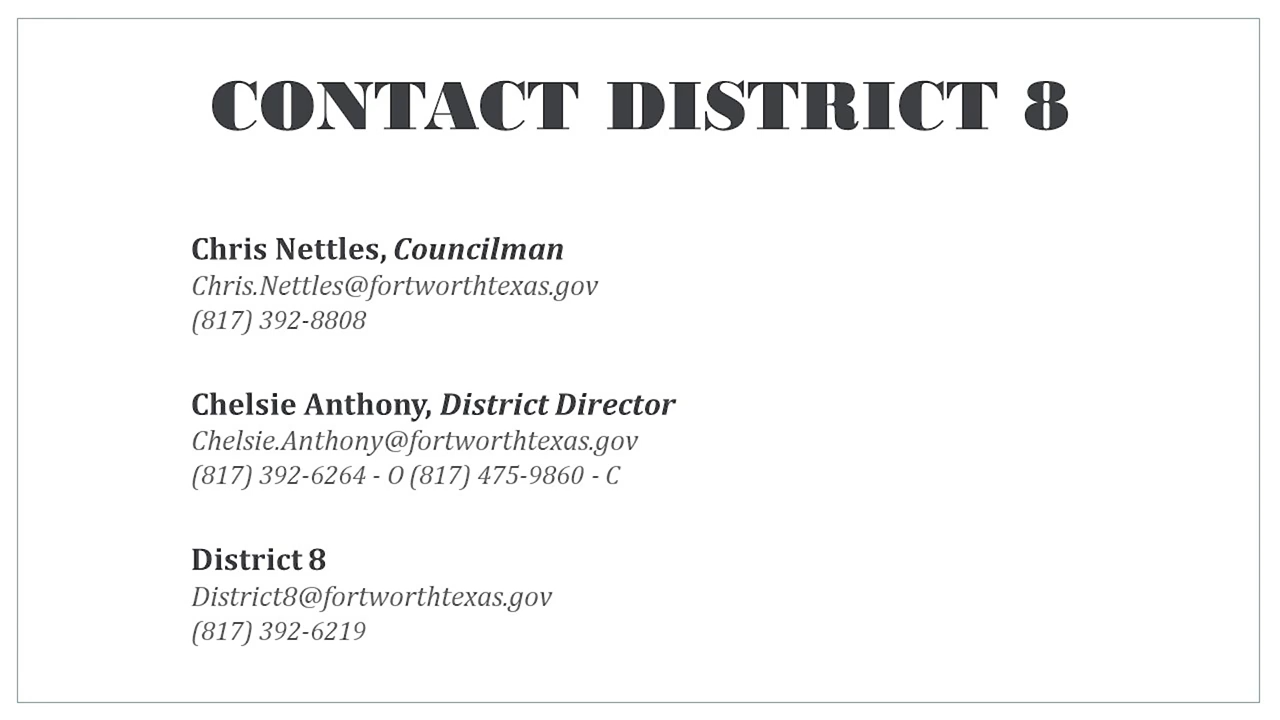 CONTACT DISTRICT 8
Chris Nettles, Councilman
Chris.Nettles@fortworthtexas.gov
(817) 392-8808
Chelsie Anthony, District Director
Chelsie.Anthony@fortworthtexas.gov
(817) 392-6264 - O (817) 475-9860 - C
District 8
District8@fortworthtexas.gov
(817) 392-6219